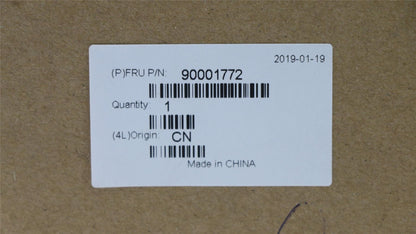 2019-01-19
(P)FRU P/N: 90001772
Quantity: 1
(4L)Origin: CN
Made in CHINA